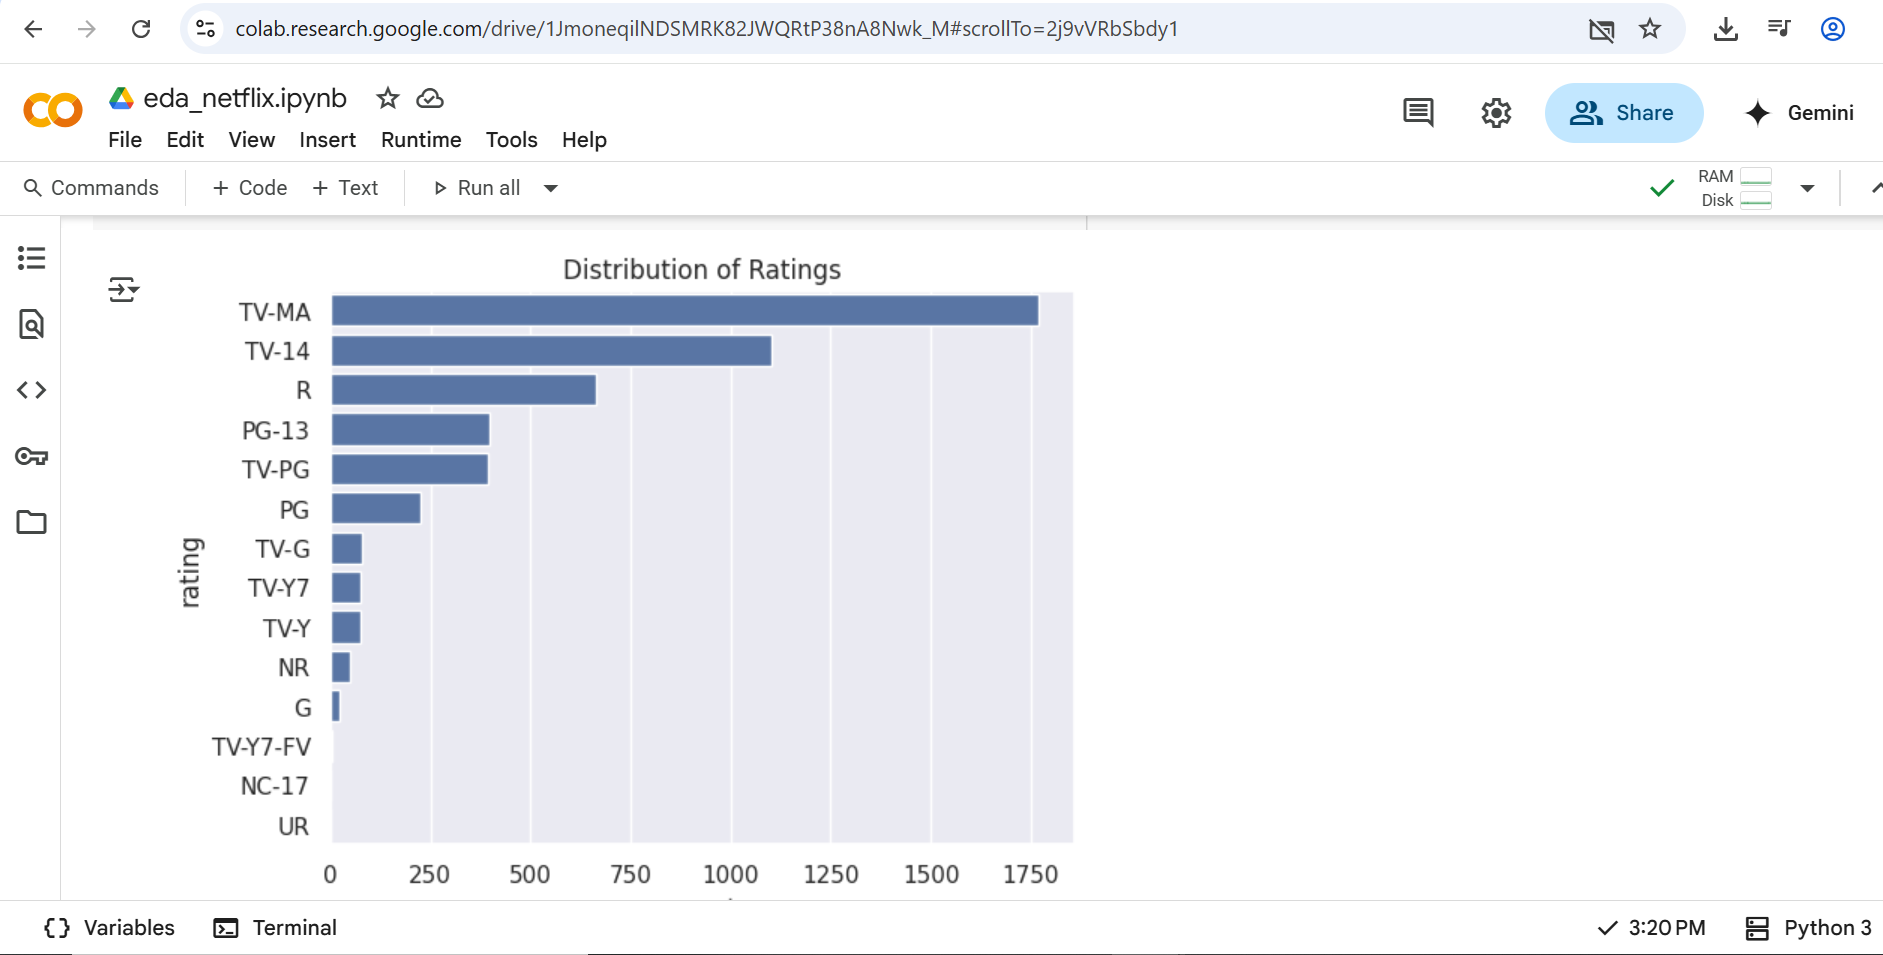 colab.research.google.com/drive/1JmoneqilNDSMRK82JWQRtP38nA8Nwk_M#scrollTo=2j9vVRbSbdy1
eda_netflix.ipynb
File Edit View Insert Runtime Tools Help
Share
Gemini
Commands + Code + Text Run all
RAM
Disk
Distribution of Ratings
TV-MA
TV-14
R
PG-13
TV-PG
PG
TV-G
TV-Y7
TV-Y
NR
G
TV-Y7-FV
NC-17
UR
rating
0 250 500 750 1000 1250 1500 1750
Variables Terminal 3:20 PM Python 3